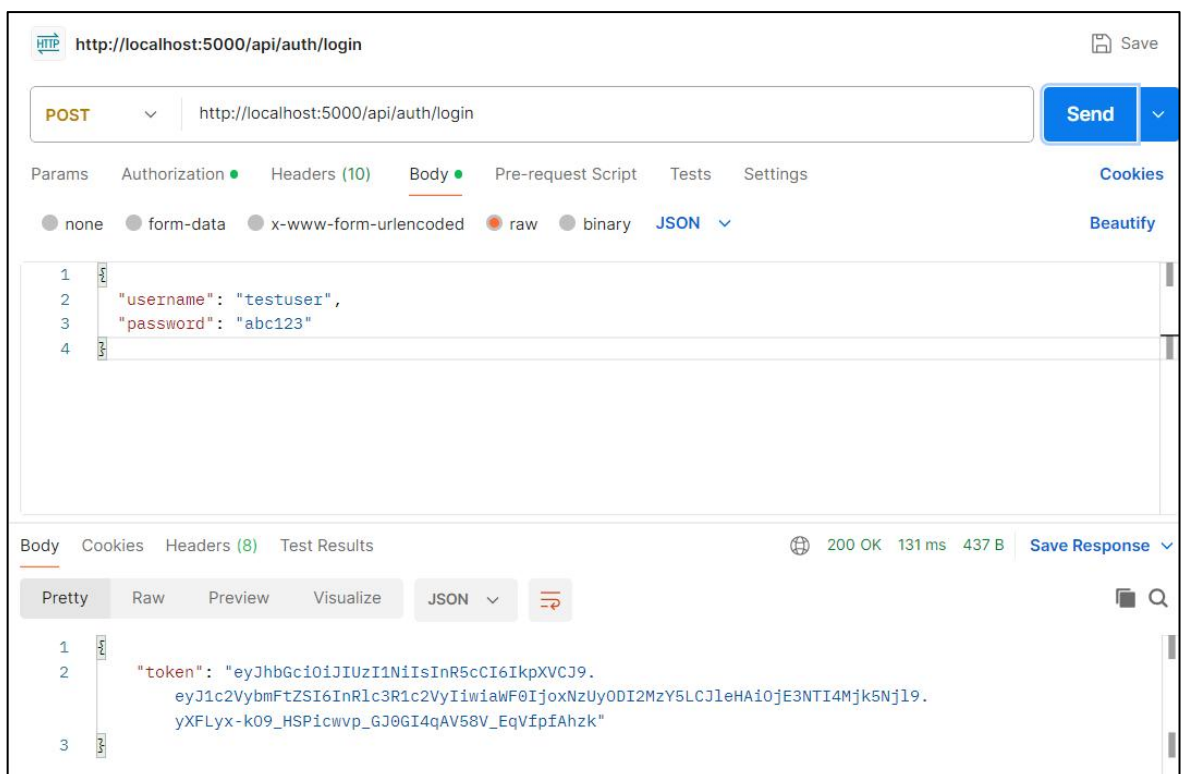 HTTP http://localhost:5000/api/auth/login Save
POST http://localhost:5000/api/auth/login Send
Params Authorization Headers (10) Body Pre-request Script Tests Settings Cookies
none form-data x-www-form-urlencoded raw binary JSON Beautify
1 {
2 "username": "testuser",
3 "password": "abc123"
4 }
Body Cookies Headers (8) Test Results 200 OK 131 ms 437 B Save Response
Pretty Raw Preview Visualize JSON
1 {
2 "token": "eyJhbGciOiJIUzI1NiIsInR5cCI6IkpXVCJ9.
eyJ1c2VybmFtZSI6InRlc3R1c2VyIiwiaWF0IjoxNzUyODI2MzY5LCJleHAiOjE3NTI4Mjk5Njl9.
yXFLyx-kO9_HSPicwvp_GJ0GI4qAV58V_EqVfpfAhzk"
3 }